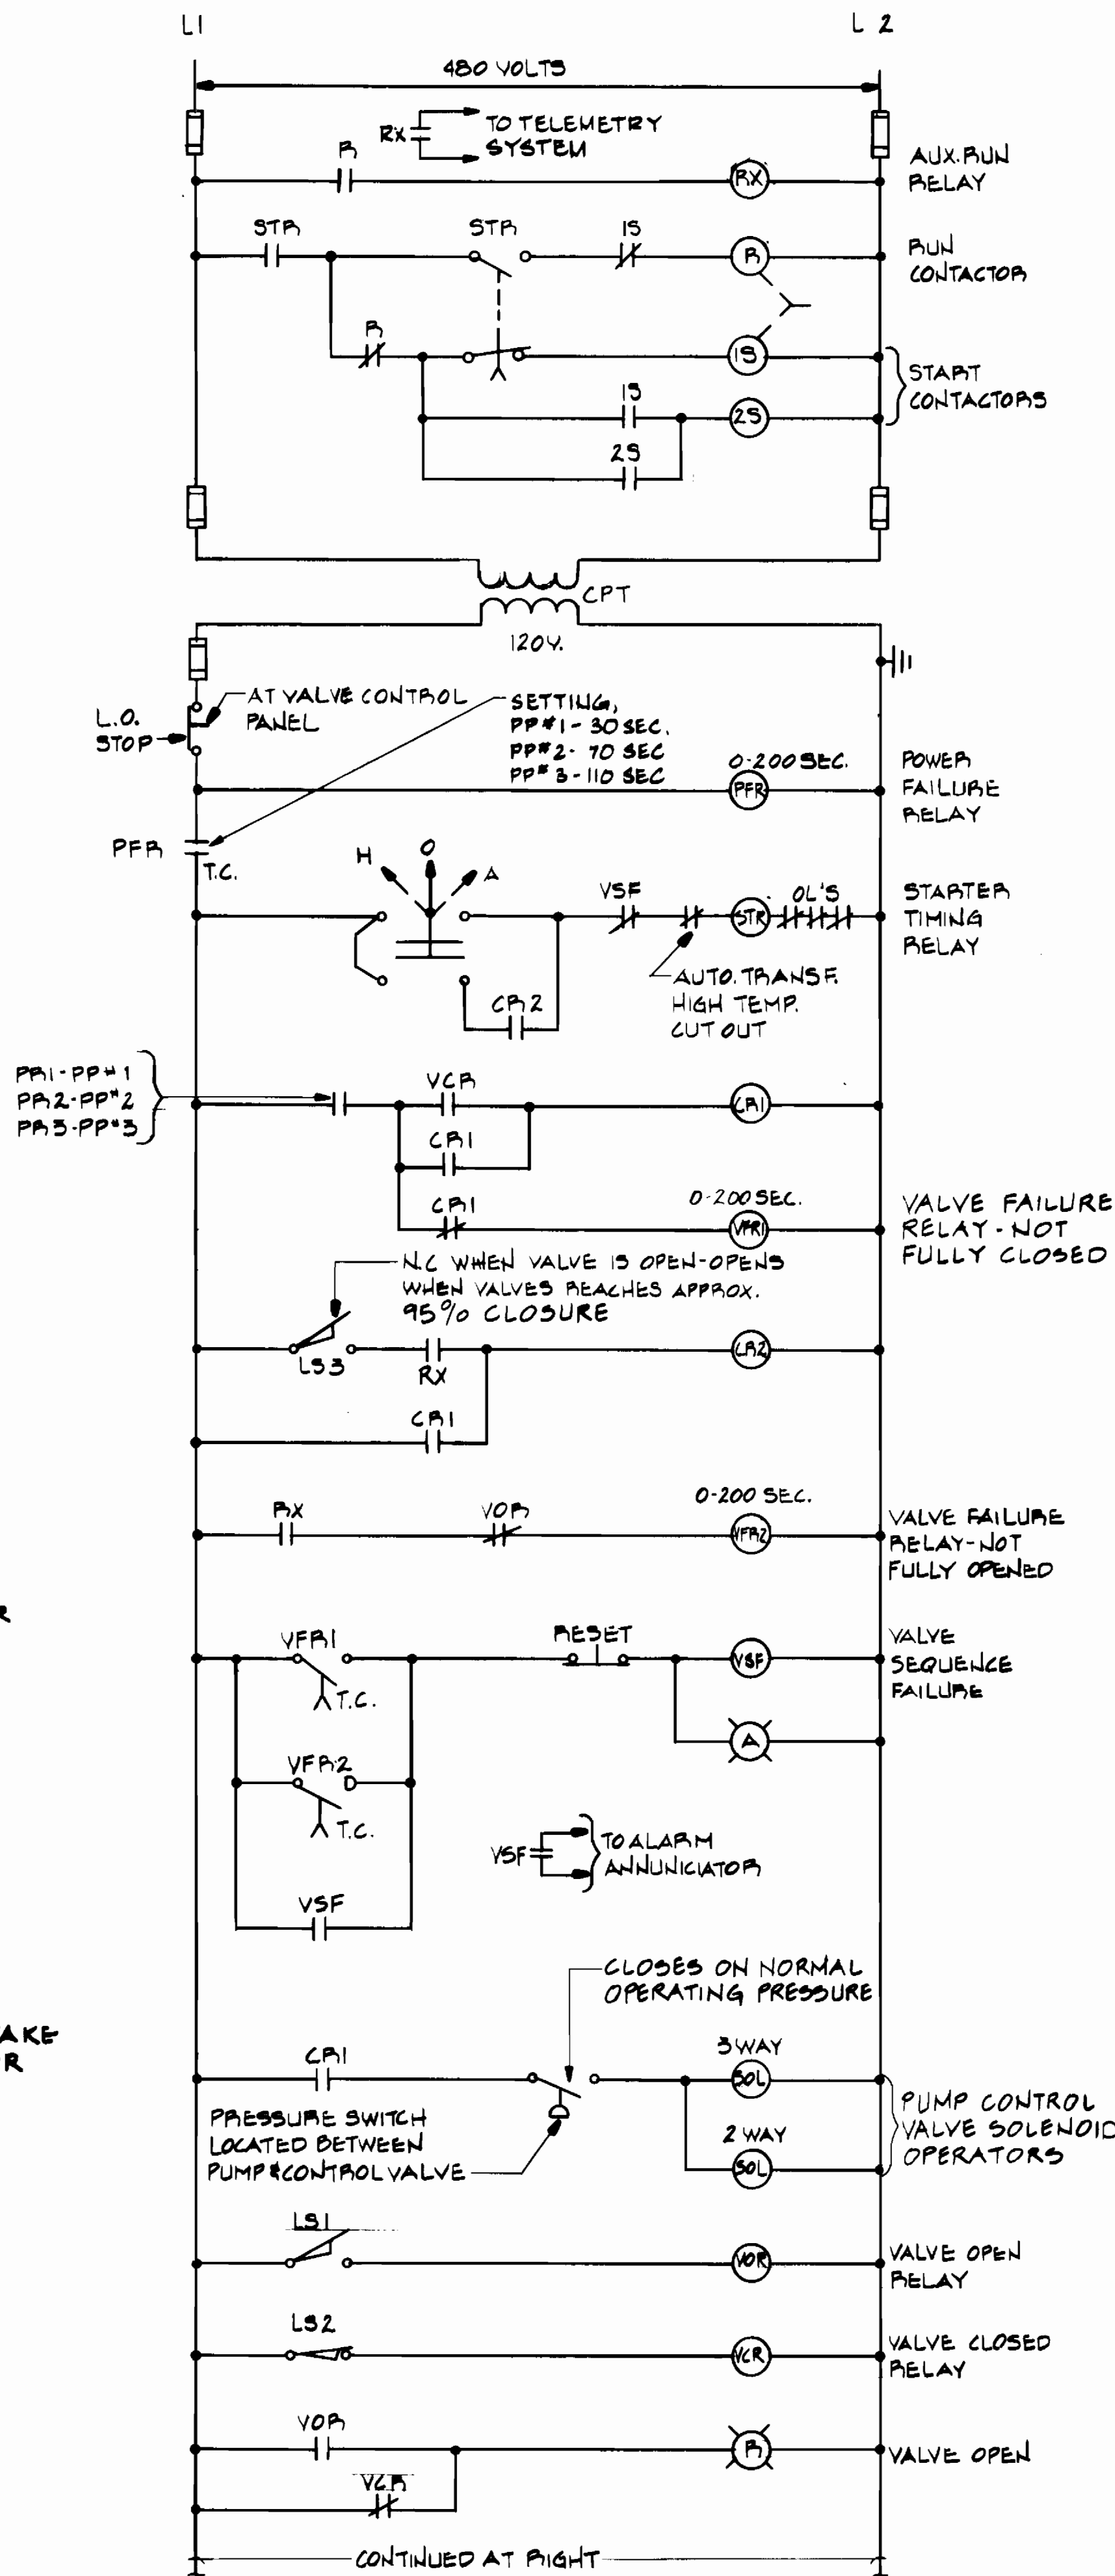 L1
L 2
480 VOLTS
RX
TO TELEMETRY
SYSTEM
R
RX
AUX. RUN
RELAY
STR
STR
1S
R
RUN
CONTACTOR
R
1S
START
CONTACTORS
1S
2S
2S
CPT
120V.
AT VALVE CONTROL
PANEL
L.O.
STOP
SETTING,
PP#1-30 SEC.
PP#2- 70 SEC
PP#3-110 SEC
0-200 SEC.
PFR
POWER
FAILURE
RELAY
PFR
T.C.
H
O
A
VSF
STR
OL'S
STARTER
TIMING
RELAY
AUTO. TRANSF.
HIGH TEMP.
CUT OUT
CR2
PR1-PP#1
PR2-PP#2
PR3-PP#3
VCR
CR1
CR1
CR1
0-200 SEC.
VFR1
VALVE FAILURE
RELAY-NOT
FULLY CLOSED
N.C WHEN VALVE IS OPEN-OPENS
WHEN VALVES REACHES APPROX.
95% CLOSURE
LS3
RX
CR2
CR1
RX
VOR
0-200 SEC.
VFR2
VALVE FAILURE
RELAY-NOT
FULLY OPENED
R
VFR1
T.C.
RESET
VSF
VALVE
SEQUENCE
FAILURE
A
VFR2
T.C.
VSF
TO ALARM
ANNUNICIATOR
VSF
CLOSES ON NORMAL
OPERATING PRESSURE
AKE
R
CR1
3 WAY
SOL
PRESSURE SWITCH
LOCATED BETWEEN
PUMP & CONTROL VALVE
2 WAY
SOL
PUMP CONTROL
VALVE SOLENOID
OPERATORS
LS1
VOR
VALVE OPEN
RELAY
LS2
VCR
VALVE CLOSED
RELAY
VOR
R
VALVE OPEN
VCR
CONTINUED AT RIGHT